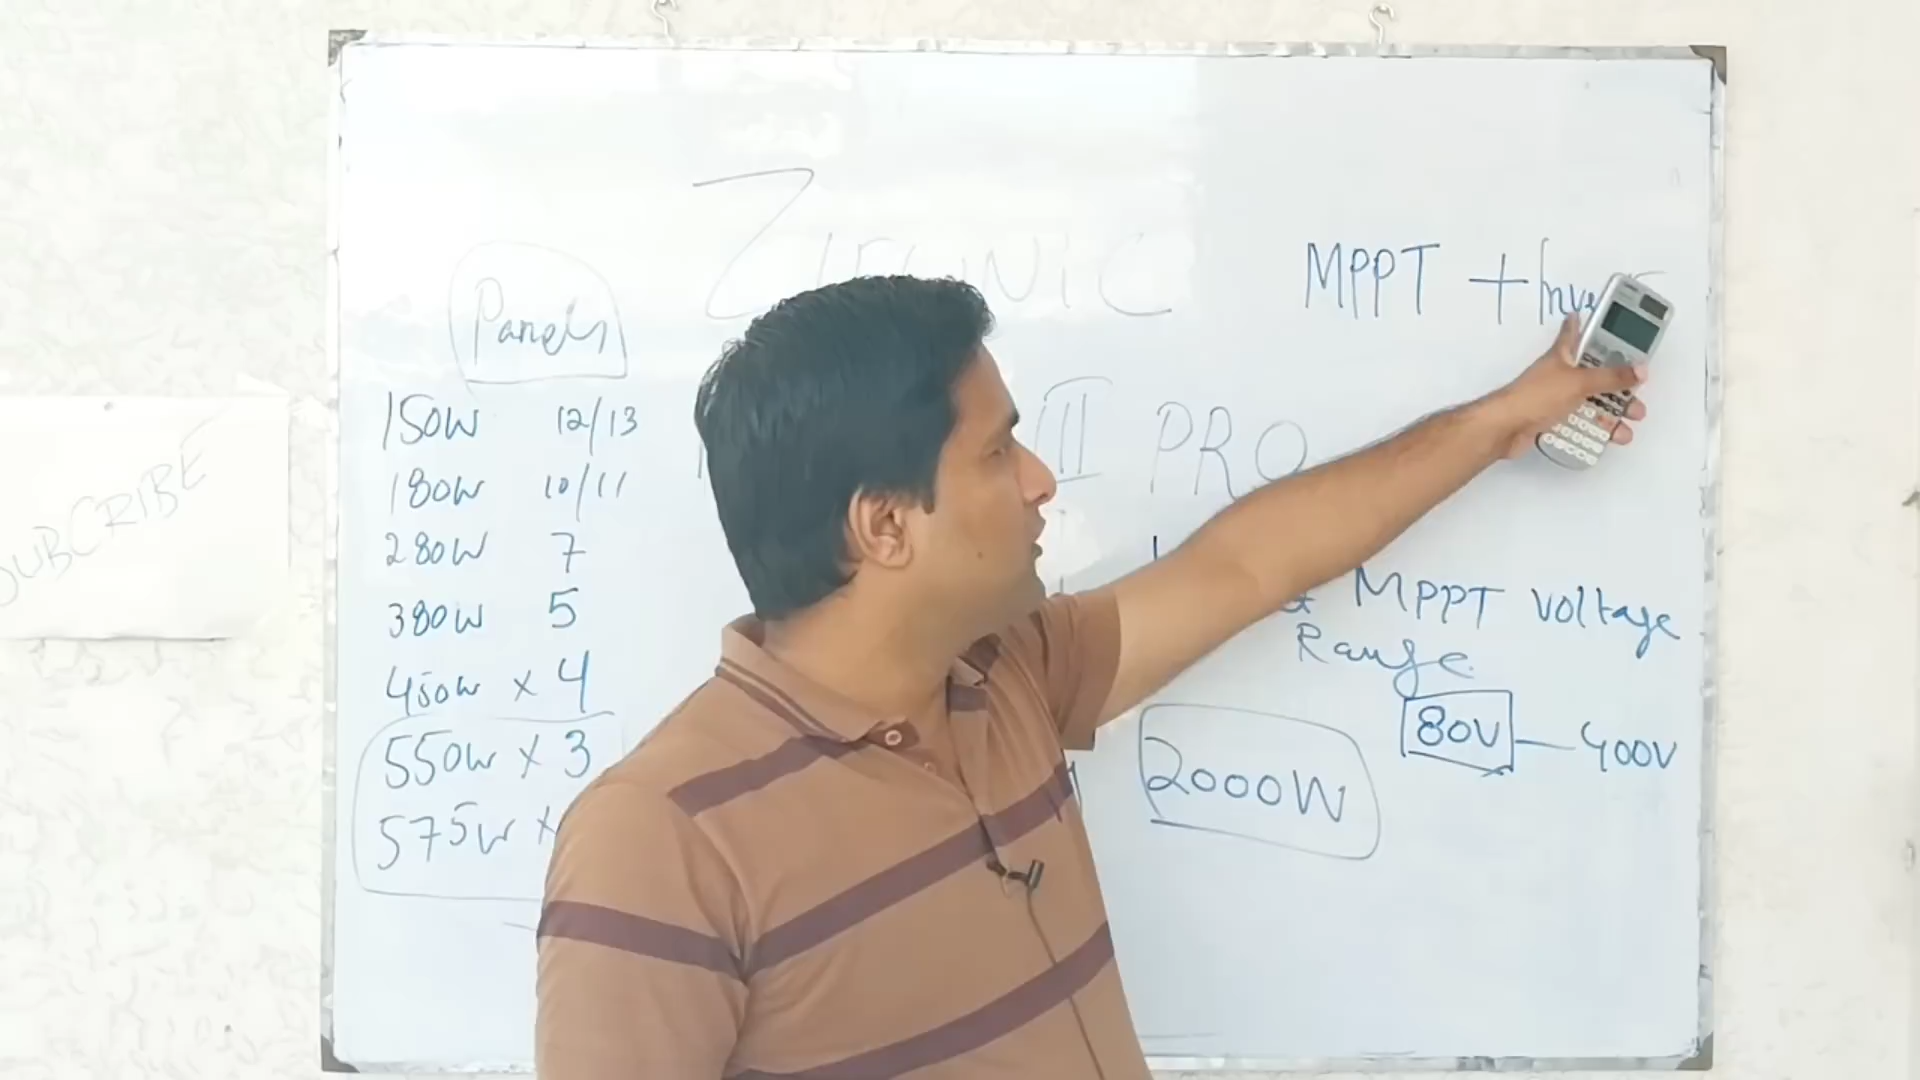 MPPT +
Panels
150W 12/13
III PRO
180W 10/11
280W 7
380W 5
MPPT Voltage
Range
450W x 4
80V — 400V
550W x 3
2000W
575W x
SUBCRIBE